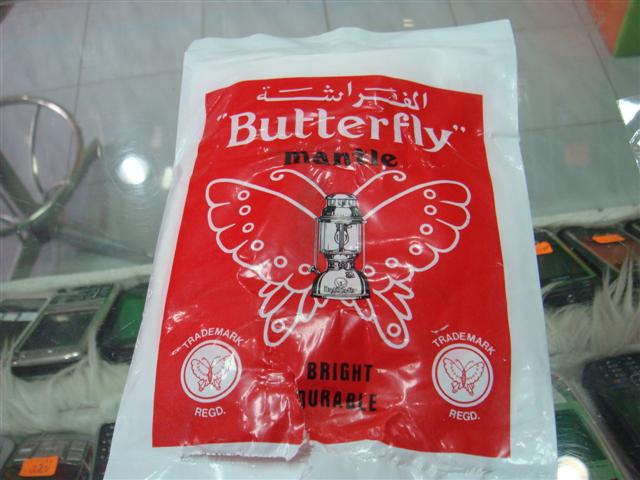 الفراشة
"Butterfly"
mantle
BRIGHT
DURABLE
TRADEMARK
REGD.
TRADEMARK
REGD.